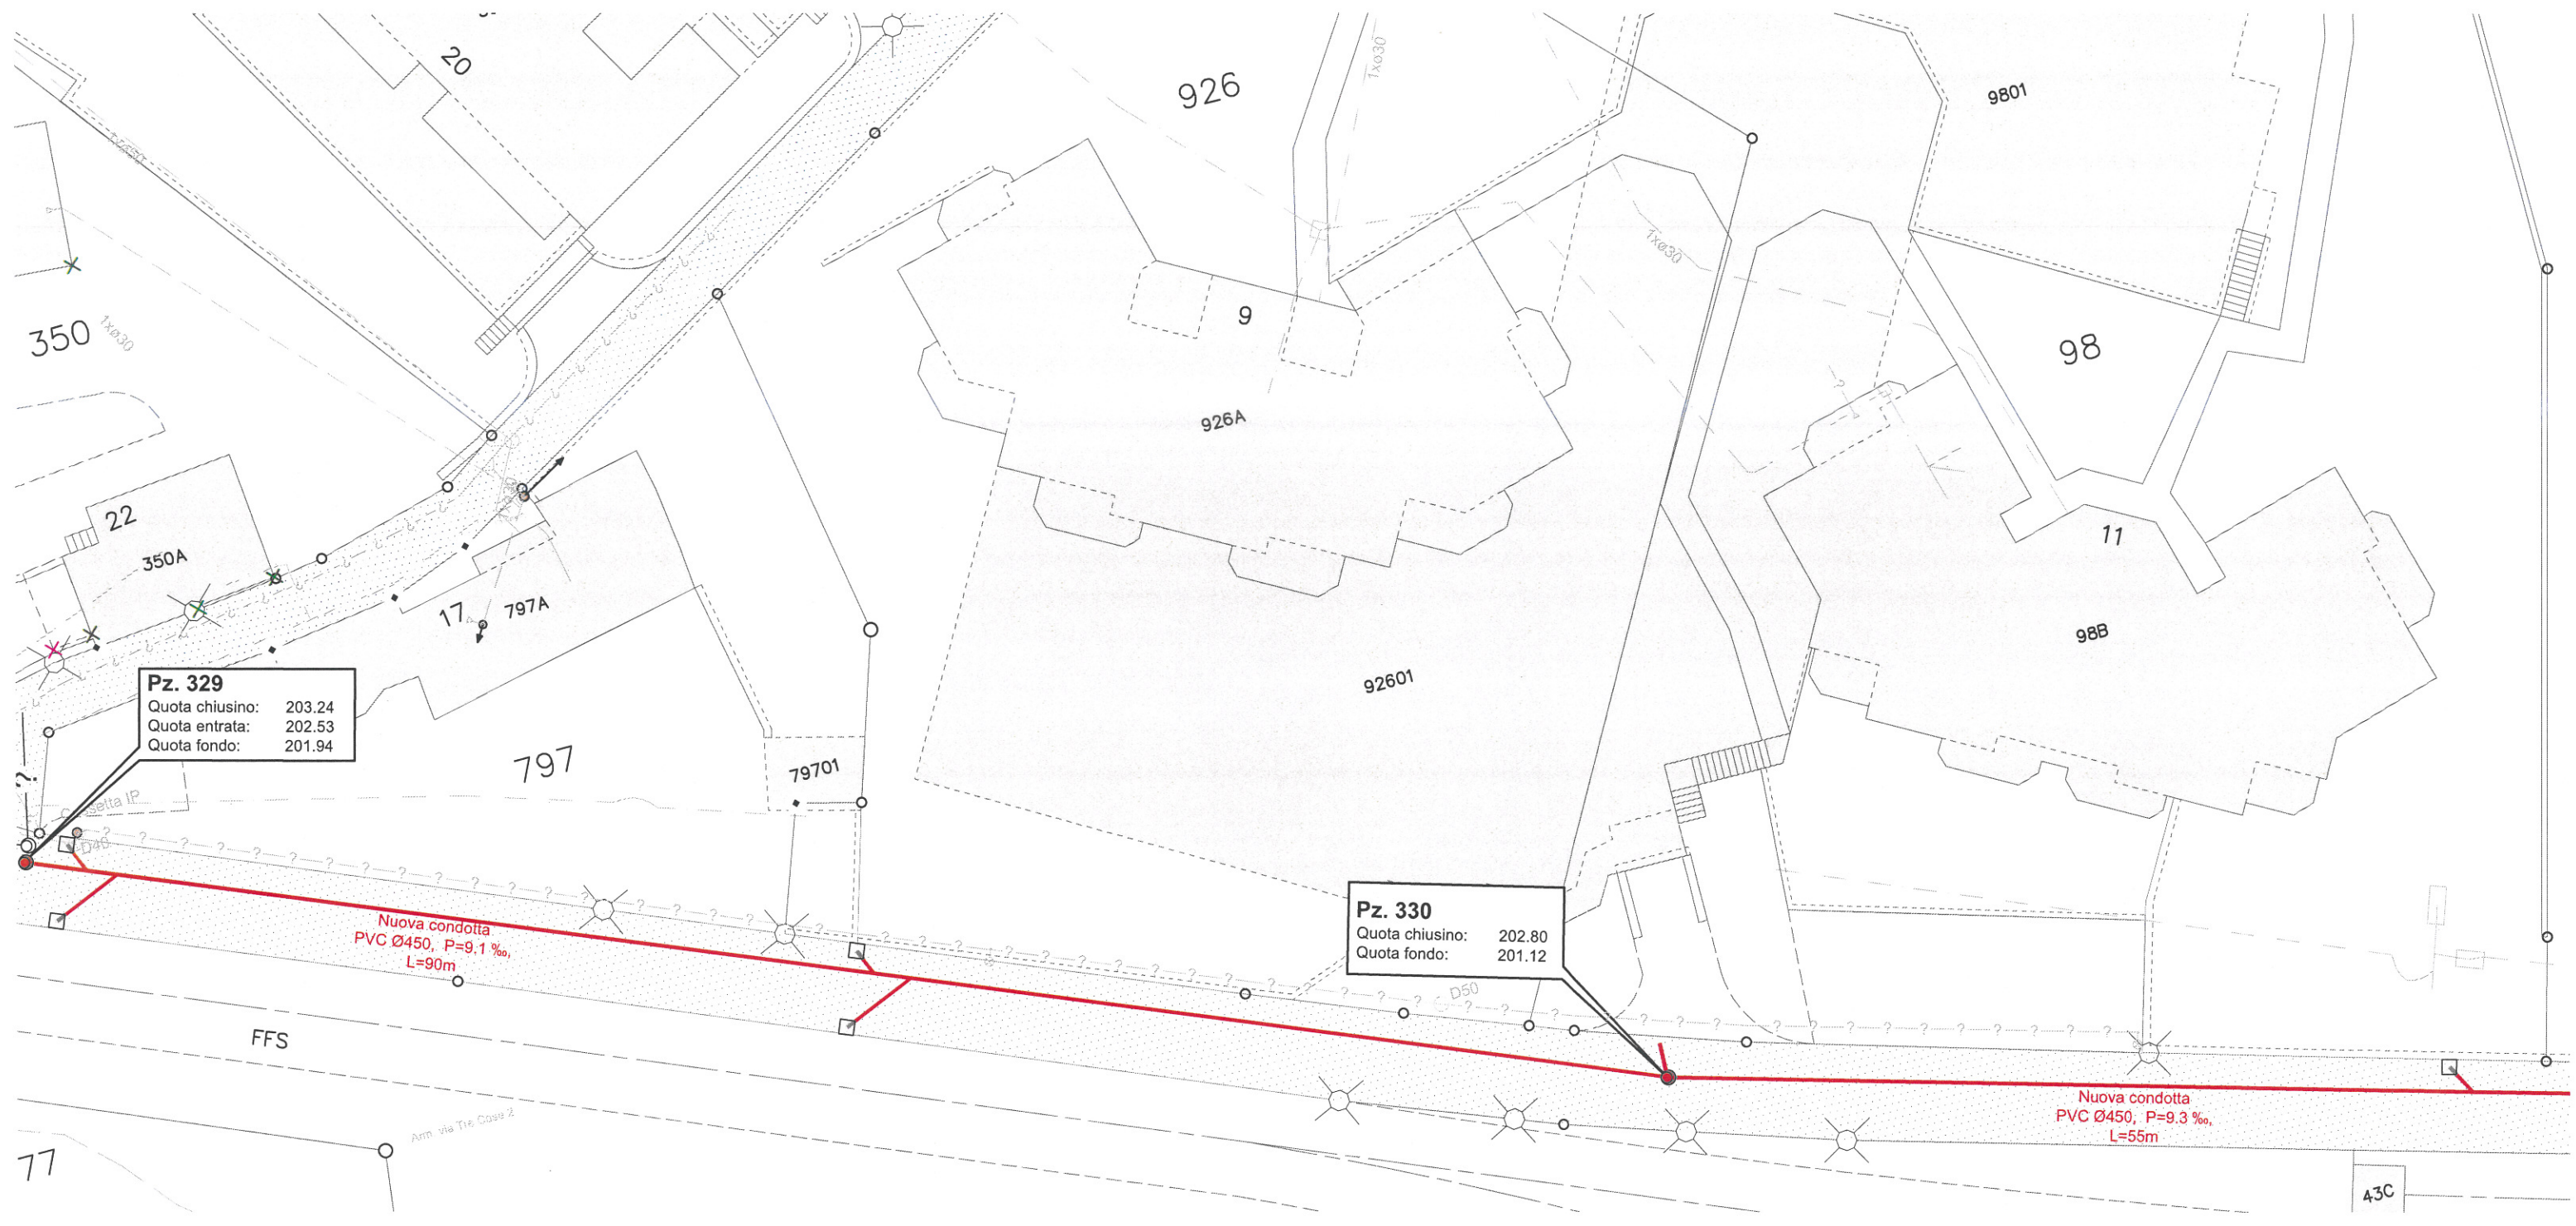 20
926
1xø30
9801
1xø30
350
1xø30
9
98
926A
22
350A
11
17
797A
98B
92601
Pz. 329
Quota chiusino: 203.24
Quota entrata: 202.53
Quota fondo: 201.94
797
79701
??
D40
Pz. 330
Quota chiusino: 202.80
Quota fondo: 201.12
Nuova condotta
PVC Ø450, P=9.1 ‰,
L=90m
D50
FFS
Nuova condotta
PVC Ø450, P=9.3 ‰,
L=55m
77
43C